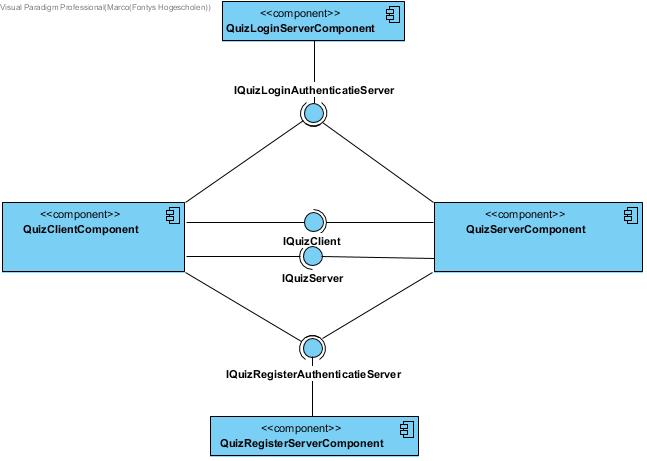 Visual Paradigm Professional(Marco(Fontys Hogescholen))
<<component>>
QuizLoginServerComponent
IQuizLoginAuthenticatieServer
<<component>>
QuizClientComponent
<<component>>
QuizServerComponent
IQuizClient
IQuizServer
IQuizRegisterAuthenticatieServer
<<component>>
QuizRegisterServerComponent